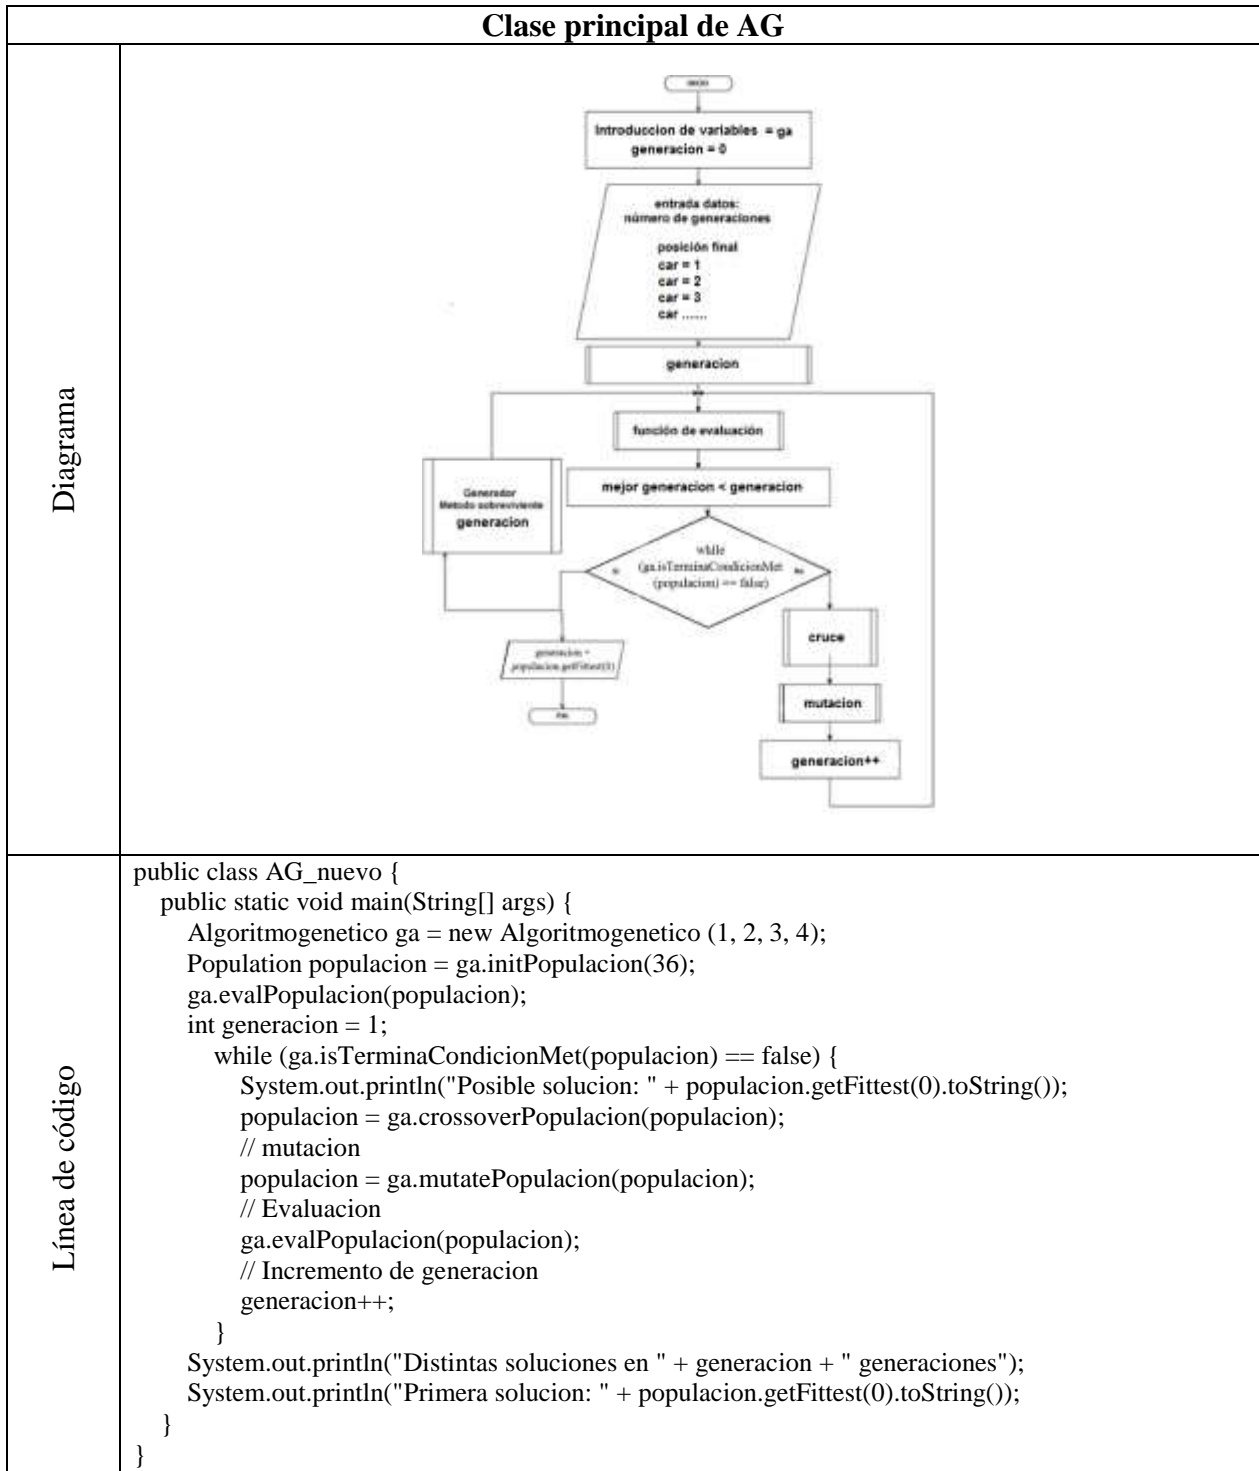 Clase principal de AG
Diagrama
Inicio
Introduccion de variables = ga
generacion = 0
entrada datos:
número de generaciones
posición final
car = 1
car = 2
car = 3
car ......
generacion
función de evaluación
mejor generacion < generacion
Generador
Metodo sobreviviente
generacion
while
(ga.isTerminaCondicionMet
(populacion) == false)
cruce
mutacion
generacion++
generacion =
populacion.getFittest(0)
Línea de código
public class AG_nuevo {
public static void main(String[] args) {
Algoritmogenetico ga = new Algoritmogenetico (1, 2, 3, 4);
Population populacion = ga.initPopulacion(36);
ga.evalPopulacion(populacion);
int generacion = 1;
while (ga.isTerminaCondicionMet(populacion) == false) {
System.out.println("Posible solucion: " + populacion.getFittest(0).toString());
populacion = ga.crossoverPopulacion(populacion);
// mutacion
populacion = ga.mutatePopulacion(populacion);
// Evaluacion
ga.evalPopulacion(populacion);
// Incremento de generacion
generacion++;
}
System.out.println("Distintas soluciones en " + generacion + " generaciones");
System.out.println("Primera solucion: " + populacion.getFittest(0).toString());
}
}